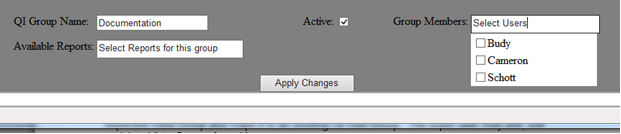 QI Group Name: Documentation Active: Group Members: Select Users
Available Reports: Select Reports for this group
Budy
Cameron
Schott
Apply Changes